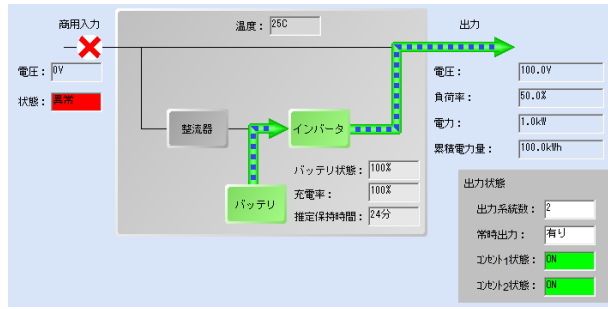 商用入力
温度： 25C
出力
電圧： 0V
状態： 異常
電圧： 100.0V
負荷率： 50.0%
電力： 1.0kW
累積電力量： 100.0kWh
整流器
インバータ
バッテリ
バッテリ状態： 100%
充電率： 100%
推定保持時間： 24分
出力状態
出力系統数： 2
常時出力： 有り
ｺﾝｾﾝﾄ1状態： ON
ｺﾝｾﾝﾄ2状態： ON